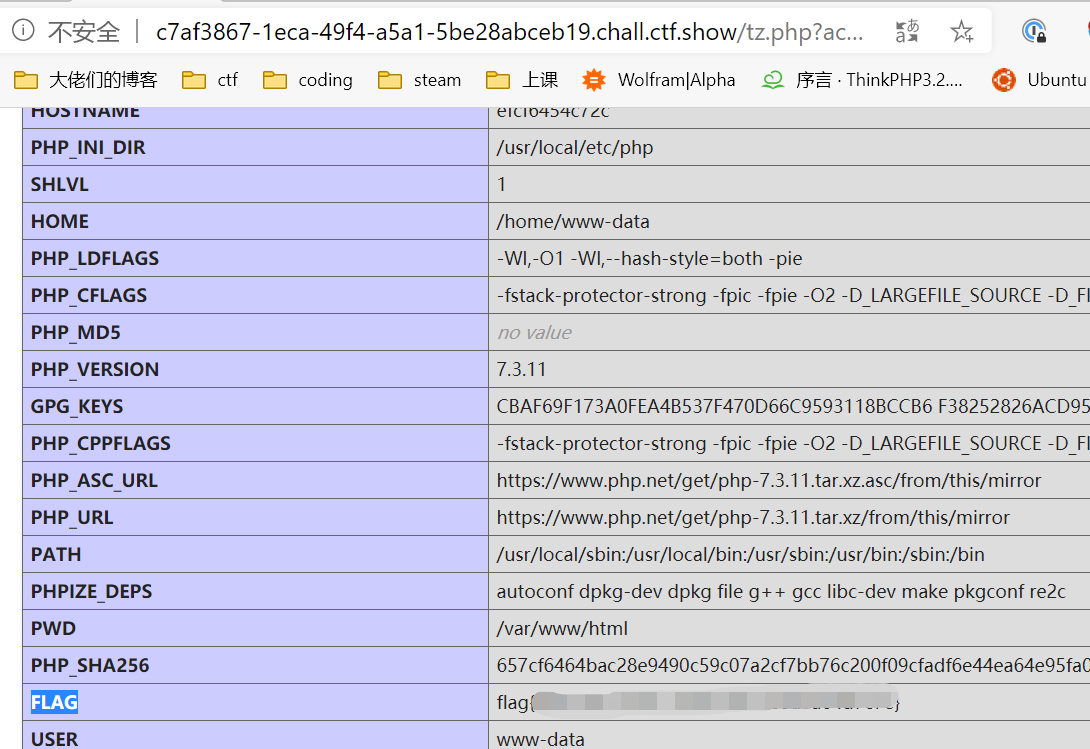 不安全 c7af3867-1eca-49f4-a5a1-5be28abceb19.chall.ctf.show/tz.php?ac...
大佬们的博客 ctf coding steam 上课 Wolfram|Alpha 序言 · ThinkPHP3.2.... Ubuntu
HOSTNAME efcf6454c72c
PHP_INI_DIR /usr/local/etc/php
SHLVL 1
HOME /home/www-data
PHP_LDFLAGS -Wl,-O1 -Wl,--hash-style=both -pie
PHP_CFLAGS -fstack-protector-strong -fpic -fpie -O2 -D_LARGEFILE_SOURCE -D_FI
PHP_MD5 no value
PHP_VERSION 7.3.11
GPG_KEYS CBAF69F173A0FEA4B537F470D66C9593118BCCB6 F38252826ACD95
PHP_CPPFLAGS -fstack-protector-strong -fpic -fpie -O2 -D_LARGEFILE_SOURCE -D_FI
PHP_ASC_URL https://www.php.net/get/php-7.3.11.tar.xz.asc/from/this/mirror
PHP_URL https://www.php.net/get/php-7.3.11.tar.xz/from/this/mirror
PATH /usr/local/sbin:/usr/local/bin:/usr/sbin:/usr/bin:/sbin:/bin
PHPIZE_DEPS autoconf dpkg-dev dpkg file g++ gcc libc-dev make pkgconf re2c
PWD /var/www/html
PHP_SHA256 657cf6464bac28e9490c59c07a2cf7bb76c200f09cfadf6e44ea64e95fa0
FLAG flag{ }
USER www-data